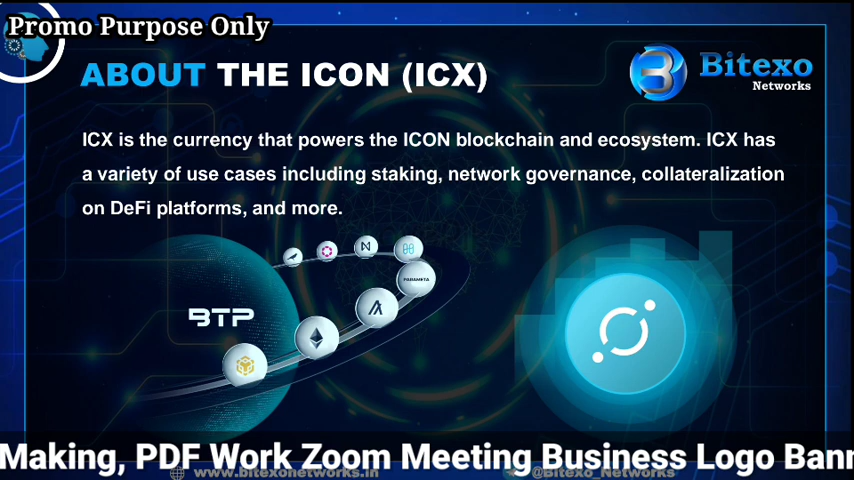 Promo Purpose Only
ABOUT THE ICON (ICX)
Bitexo
Networks
ICX is the currency that powers the ICON blockchain and ecosystem. ICX has
a variety of use cases including staking, network governance, collateralization
on DeFi platforms, and more.
PARAMETA
BTP
Making, PDF Work Zoom Meeting Business Logo Bann
www.bitexonetworks.in
@Bitexo_Networks